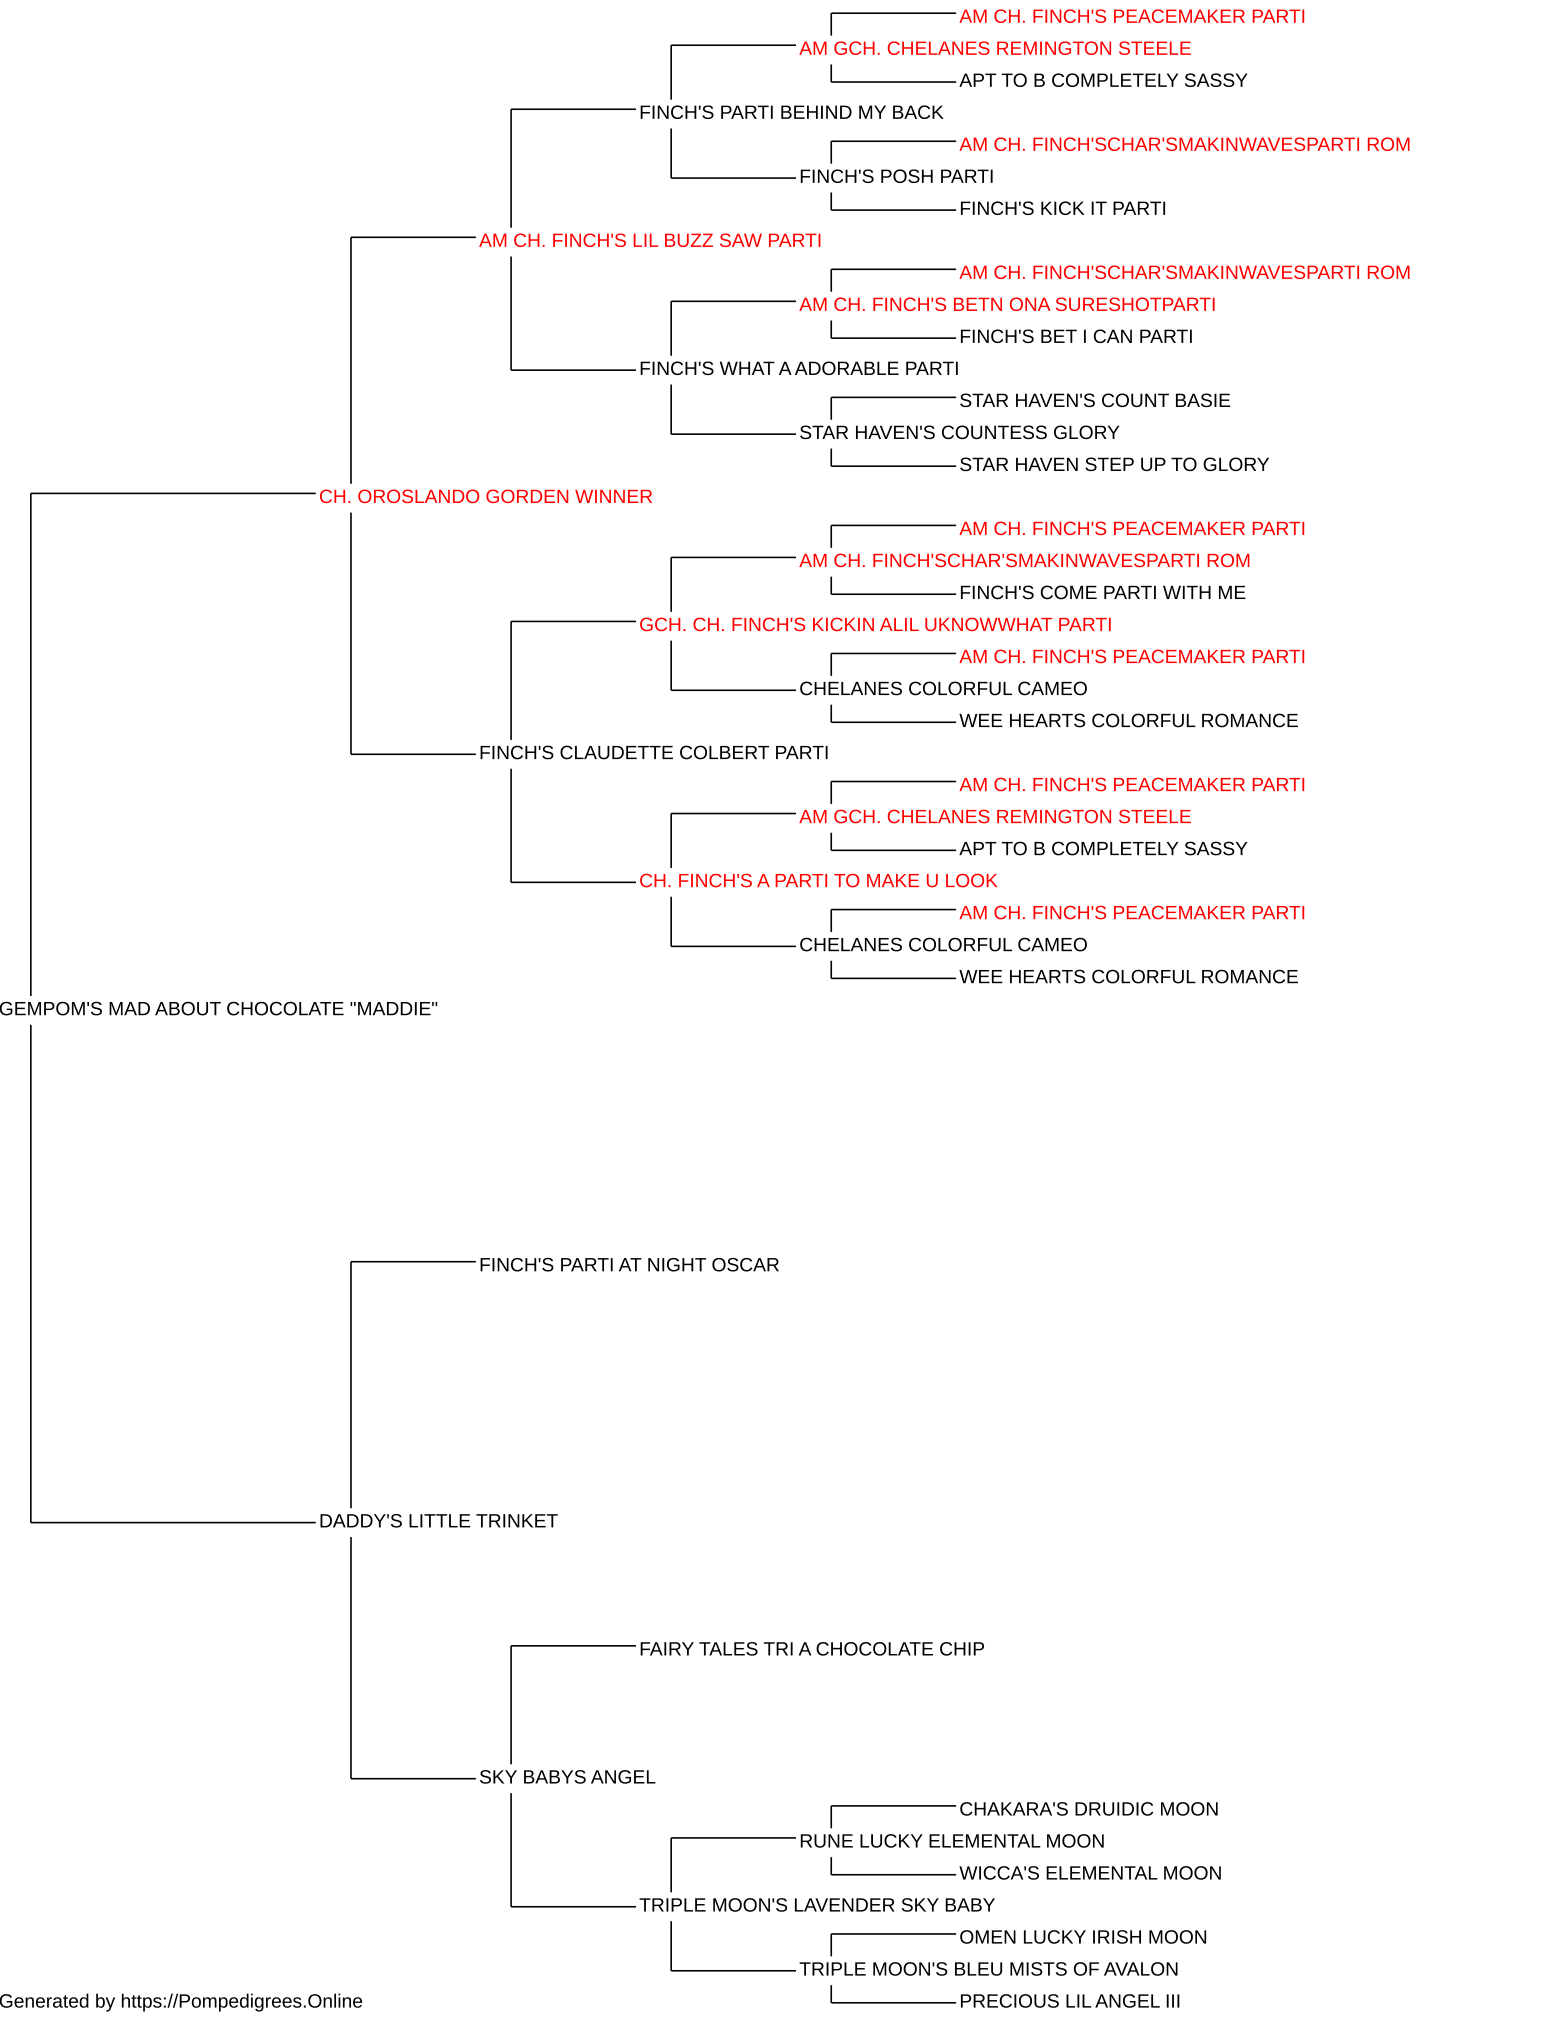 AM CH. FINCH'S PEACEMAKER PARTI
AM GCH. CHELANES REMINGTON STEELE
APT TO B COMPLETELY SASSY
FINCH'S PARTI BEHIND MY BACK
AM CH. FINCH'SCHAR'SMAKINWAVESPARTI ROM
FINCH'S POSH PARTI
FINCH'S KICK IT PARTI
AM CH. FINCH'S LIL BUZZ SAW PARTI
AM CH. FINCH'SCHAR'SMAKINWAVESPARTI ROM
AM CH. FINCH'S BETN ONA SURESHOTPARTI
FINCH'S BET I CAN PARTI
FINCH'S WHAT A ADORABLE PARTI
STAR HAVEN'S COUNT BASIE
STAR HAVEN'S COUNTESS GLORY
STAR HAVEN STEP UP TO GLORY
CH. OROSLANDO GORDEN WINNER
AM CH. FINCH'S PEACEMAKER PARTI
AM CH. FINCH'SCHAR'SMAKINWAVESPARTI ROM
FINCH'S COME PARTI WITH ME
GCH. CH. FINCH'S KICKIN ALIL UKNOWWHAT PARTI
AM CH. FINCH'S PEACEMAKER PARTI
CHELANES COLORFUL CAMEO
WEE HEARTS COLORFUL ROMANCE
FINCH'S CLAUDETTE COLBERT PARTI
AM CH. FINCH'S PEACEMAKER PARTI
AM GCH. CHELANES REMINGTON STEELE
APT TO B COMPLETELY SASSY
CH. FINCH'S A PARTI TO MAKE U LOOK
AM CH. FINCH'S PEACEMAKER PARTI
CHELANES COLORFUL CAMEO
WEE HEARTS COLORFUL ROMANCE
GEMPOM'S MAD ABOUT CHOCOLATE "MADDIE"
FINCH'S PARTI AT NIGHT OSCAR
DADDY'S LITTLE TRINKET
FAIRY TALES TRI A CHOCOLATE CHIP
SKY BABYS ANGEL
CHAKARA'S DRUIDIC MOON
RUNE LUCKY ELEMENTAL MOON
WICCA'S ELEMENTAL MOON
TRIPLE MOON'S LAVENDER SKY BABY
OMEN LUCKY IRISH MOON
TRIPLE MOON'S BLEU MISTS OF AVALON
PRECIOUS LIL ANGEL III
Generated by https://Pompedigrees.Online